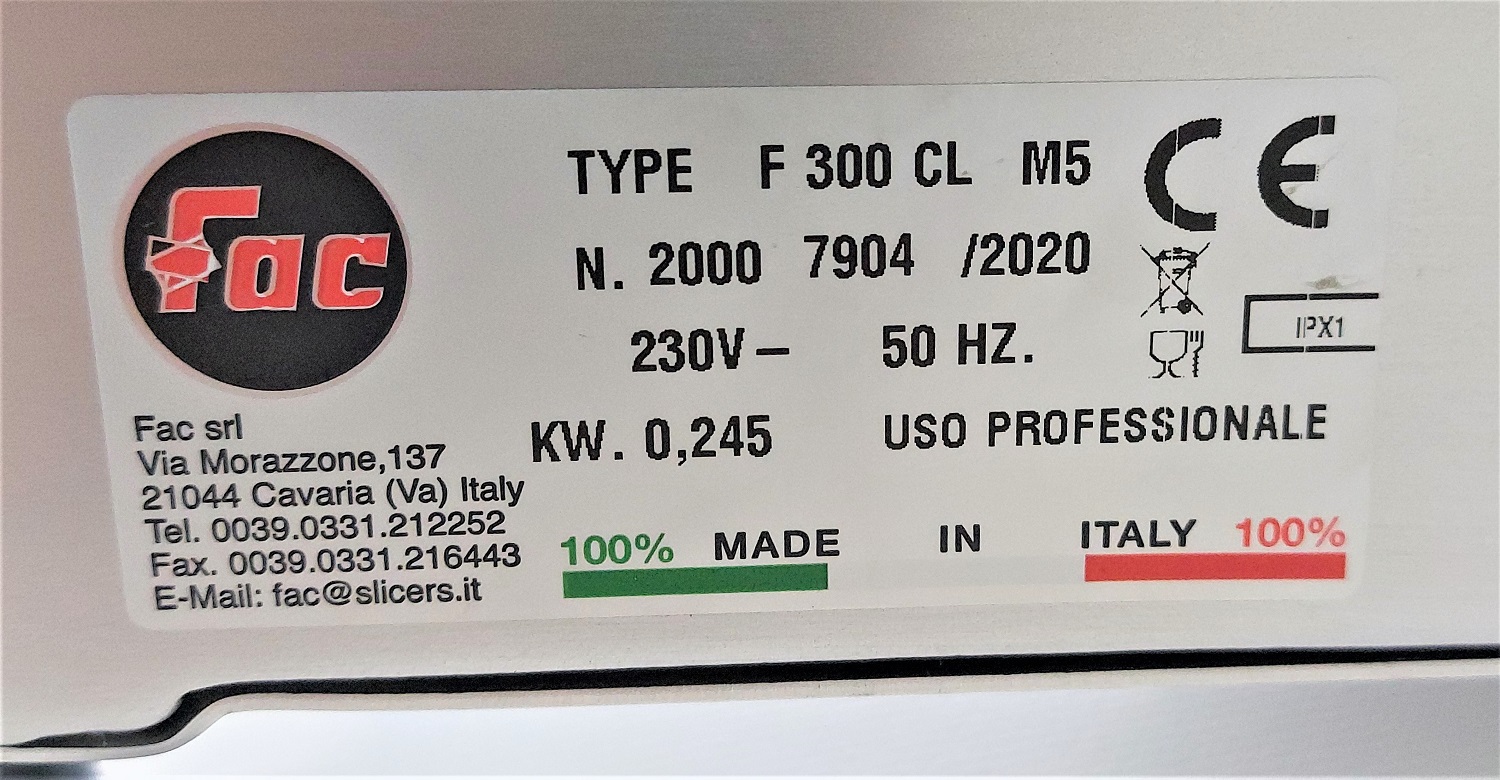 Fac
TYPE F 300 CL M5
CE
N. 2000 7904 /2020
230V – 50 HZ.
IPX1
KW. 0,245 USO PROFESSIONALE
Fac srl
Via Morazzone,137
21044 Cavaria (Va) Italy
Tel. 0039.0331.212252
Fax. 0039.0331.216443
E-Mail: fac@slicers.it
100% MADE IN ITALY 100%